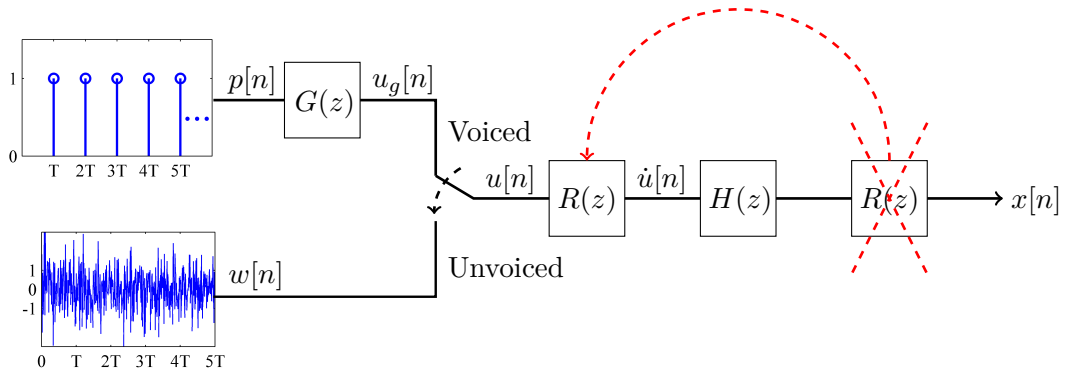 1
0
T 2T 3T 4T 5T
p[n]
G(z)
u_g[n]
Voiced
u[n]
R(z)
u̇[n]
H(z)
R(z)
x[n]
Unvoiced
w[n]
1
0
-1
0 T 2T 3T 4T 5T